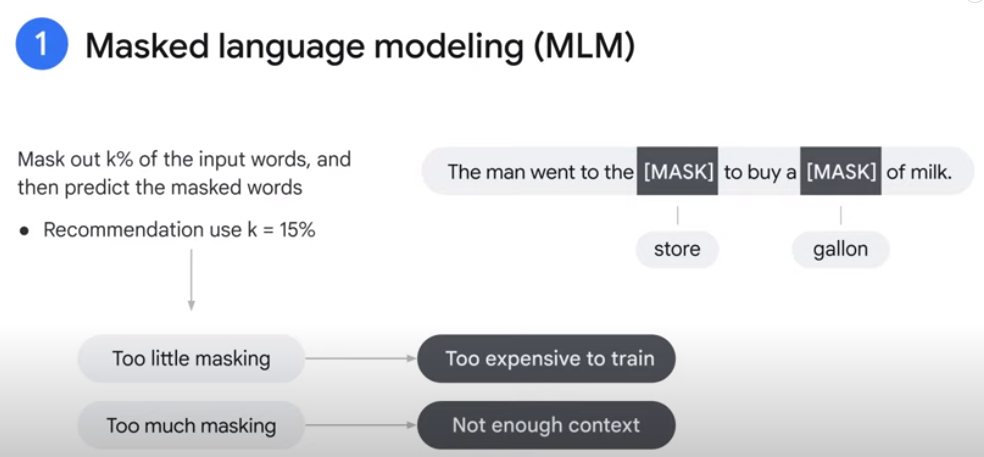 1 Masked language modeling (MLM)
Mask out k% of the input words, and
then predict the masked words
● Recommendation use k = 15%
The man went to the [MASK] to buy a [MASK] of milk.
store gallon
Too little masking Too expensive to train
Too much masking Not enough context